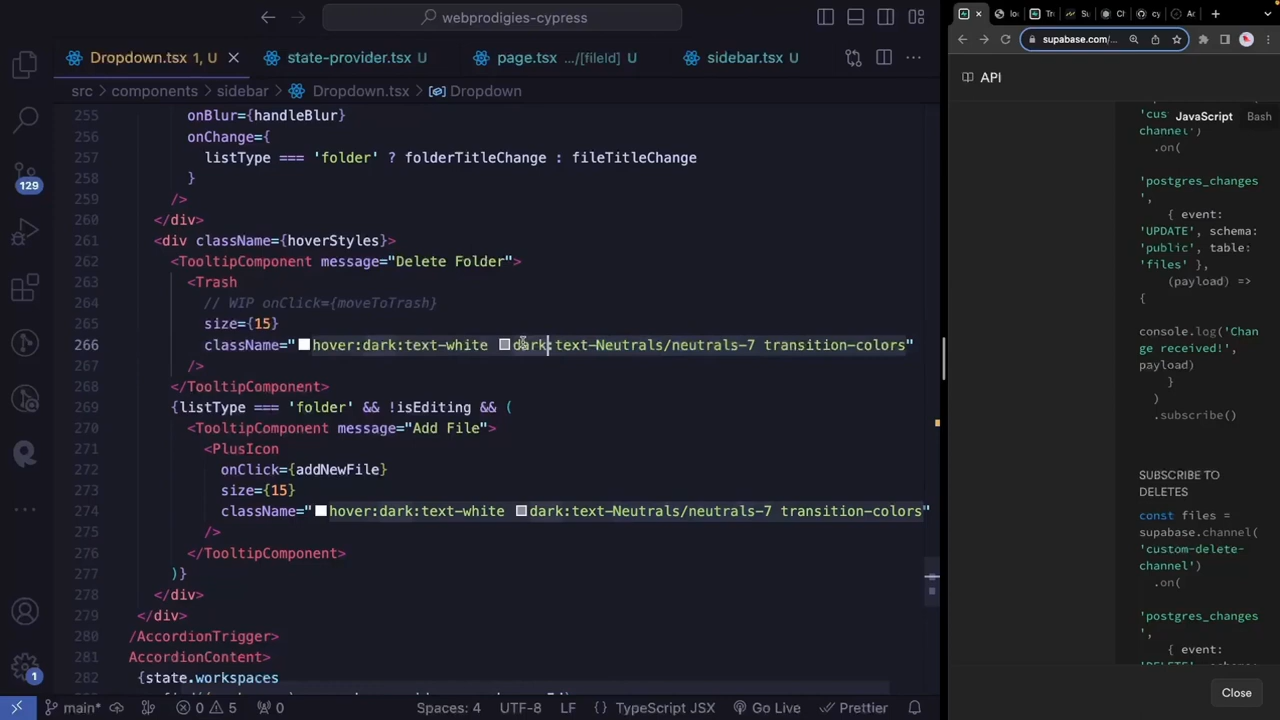 webprodigies-cypress
Dropdown.tsx 1, U
state-provider.tsx U
page.tsx .../[fileId] U
sidebar.tsx U
src components sidebar Dropdown.tsx Dropdown
255 onBlur={handleBlur}
256 onChange={
257 listType === 'folder' ? folderTitleChange : fileTitleChange
258 }
259 />
260 </div>
261 <div className={hoverStyles}>
262 <TooltipComponent message="Delete Folder">
263 <Trash
264 // WIP onClick={moveToTrash}
265 size={15}
266 className="hover:dark:text-white dark:text-Neutrals/neutrals-7 transition-colors"
267 />
268 </TooltipComponent>
269 {listType === 'folder' && !isEditing && (
270 <TooltipComponent message="Add File">
271 <PlusIcon
272 onClick={addNewFile}
273 size={15}
274 className="hover:dark:text-white dark:text-Neutrals/neutrals-7 transition-colors"
275 />
276 </TooltipComponent>
277 )}
278 </div>
279 </div>
280 /AccordionTrigger>
281 AccordionContent>
282 {state.workspaces
129
1
main*
0 5
0
Spaces: 4
UTF-8
LF
{} TypeScript JSX
Go Live
Prettier
supabase.com/...
API
JavaScript Bash
channel')
.on(
'postgres_changes'
,
{ event:
'UPDATE', schema:
'public', table:
'files' },
(payload) =>
{
console.log('Chan
ge received!',
payload)
}
)
.subscribe()
SUBSCRIBE TO
DELETES
const files =
supabase.channel(
'custom-delete-
channel')
.on(
'postgres_changes'
,
{ event:
Close